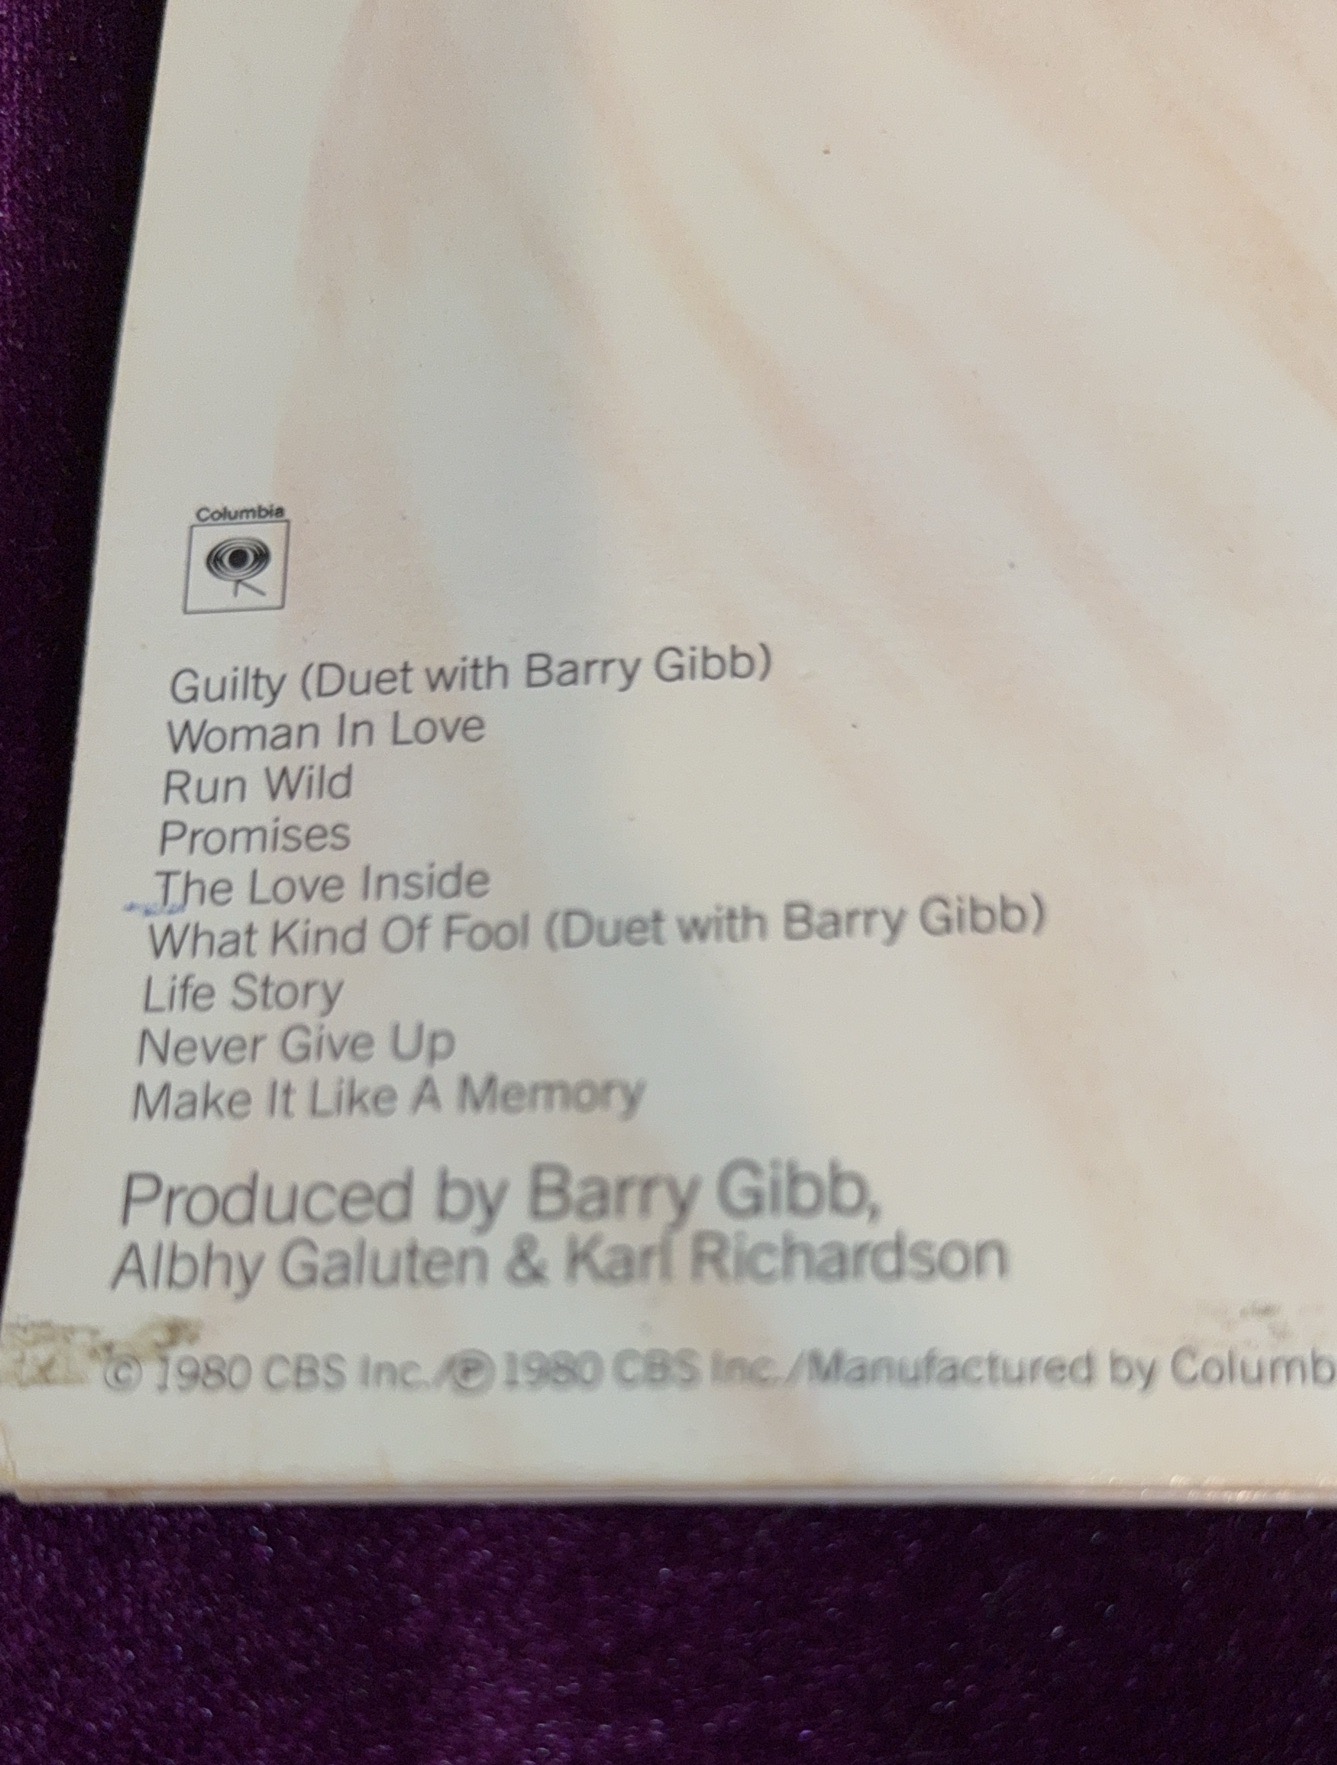 Columbia
Guilty (Duet with Barry Gibb)
Woman In Love
Run Wild
Promises
The Love Inside
What Kind Of Fool (Duet with Barry Gibb)
Life Story
Never Give Up
Make It Like A Memory
Produced by Barry Gibb,
Albhy Galuten & Karl Richardson
© 1980 CBS Inc./℗ 1980 CBS Inc./Manufactured by Columb